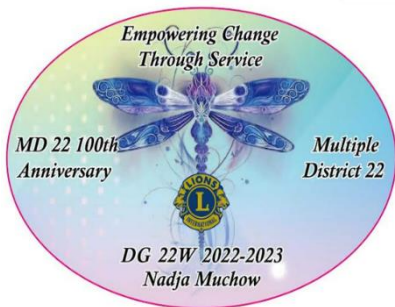 Empowering Change
Through Service
MD 22 100th
Anniversary
Multiple
District 22
LIONS
L
INTERNATIONAL
DG 22W 2022-2023
Nadja Muchow